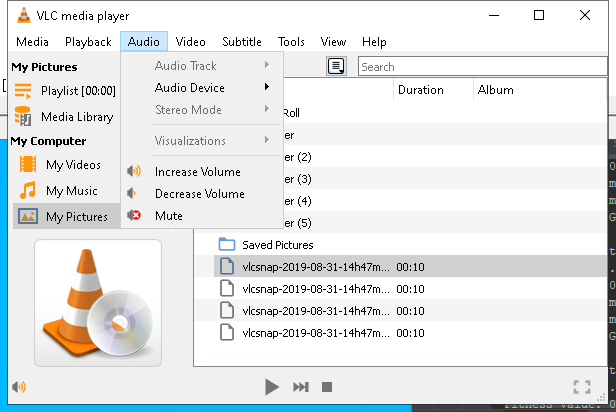 VLC media player
Media Playback Audio Video Subtitle Tools View Help
My Pictures
Playlist [00:00]
Media Library
My Computer
My Videos
My Music
My Pictures
Audio Track
Audio Device
Stereo Mode
Visualizations
Increase Volume
Decrease Volume
Mute
Search
Duration Album
Roll
er
er (2)
er (3)
er (4)
er (5)
Saved Pictures
vlcsnap-2019-08-31-14h47m... 00:10
vlcsnap-2019-08-31-14h47m... 00:10
vlcsnap-2019-08-31-14h47m... 00:10
vlcsnap-2019-08-31-14h47m... 00:10